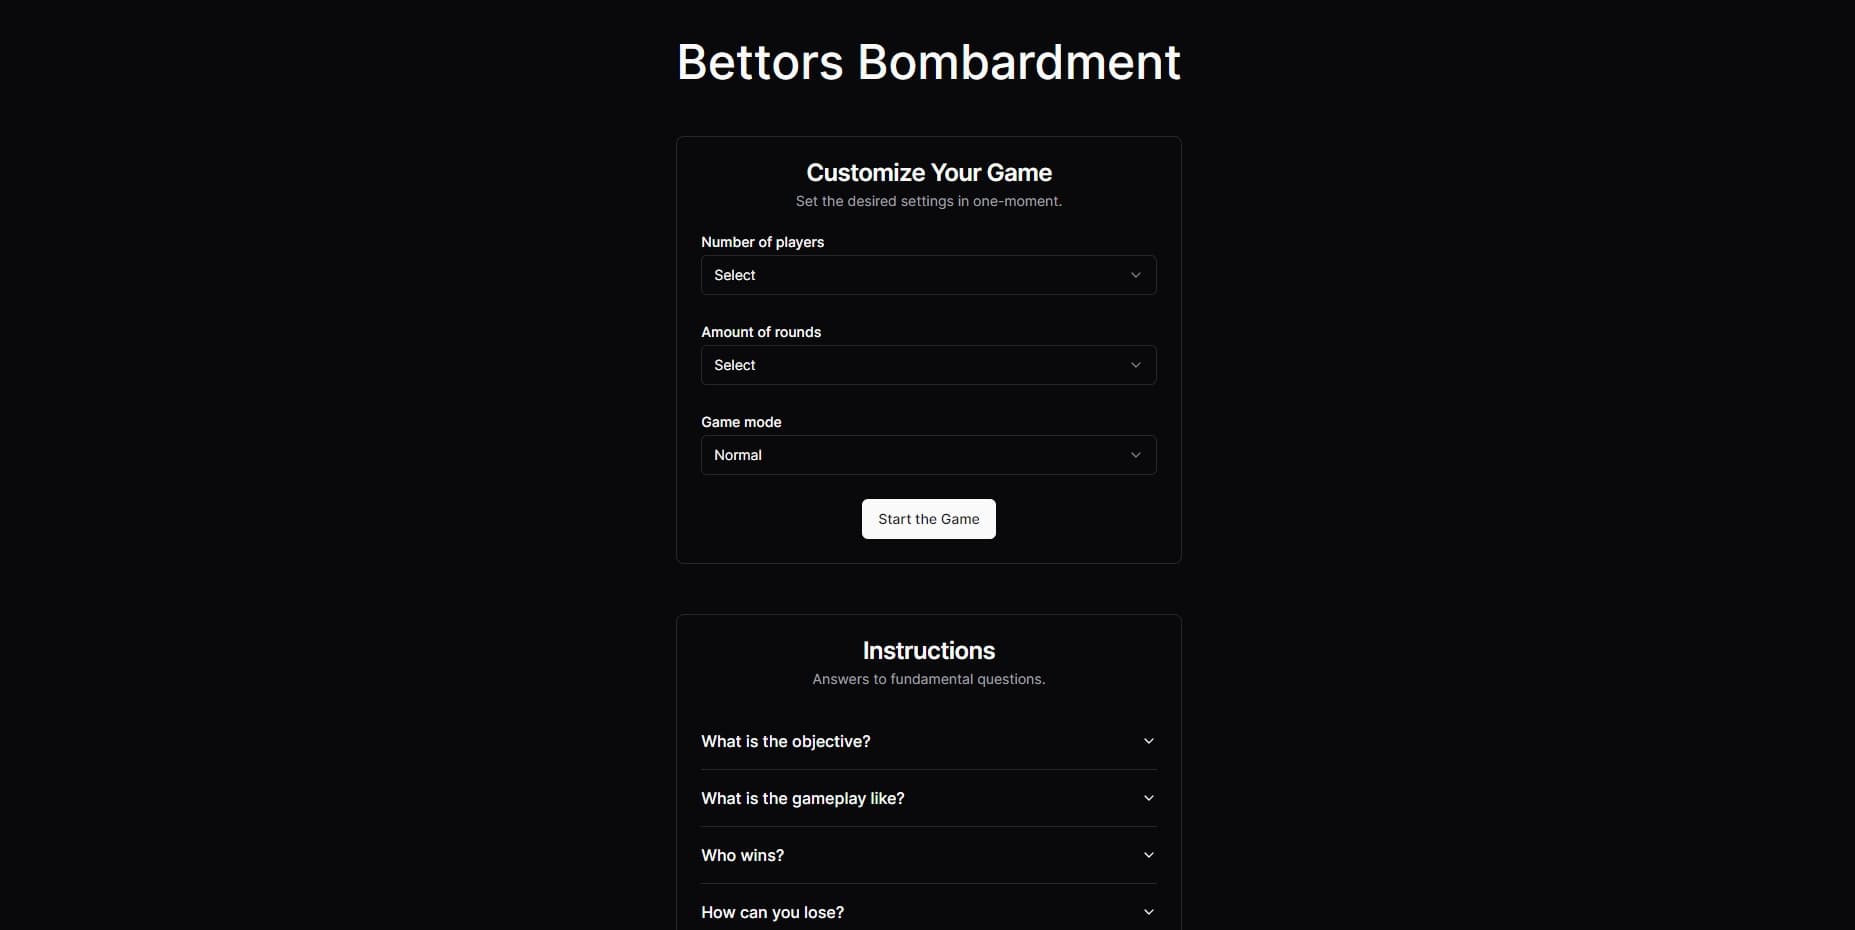 Bettors Bombardment
Customize Your Game
Set the desired settings in one-moment.
Number of players
Select
Amount of rounds
Select
Game mode
Normal
Start the Game
Instructions
Answers to fundamental questions.
What is the objective?
What is the gameplay like?
Who wins?
How can you lose?